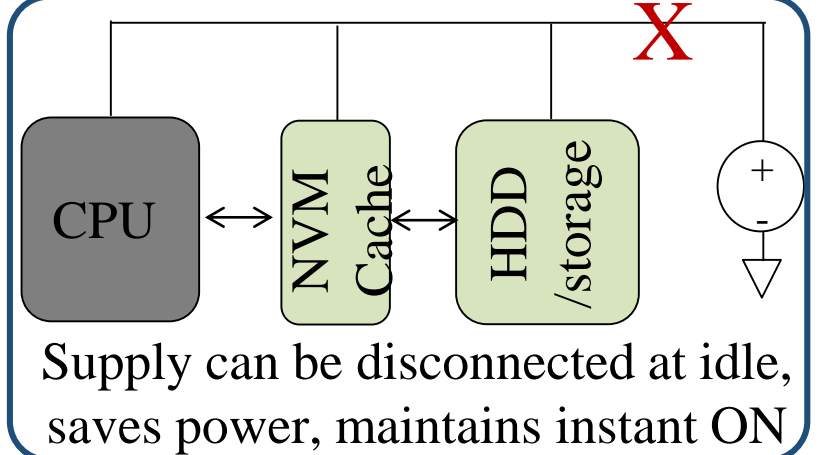 X
CPU
NVM
Cache
HDD
/storage
+
-
Supply can be disconnected at idle,
saves power, maintains instant ON